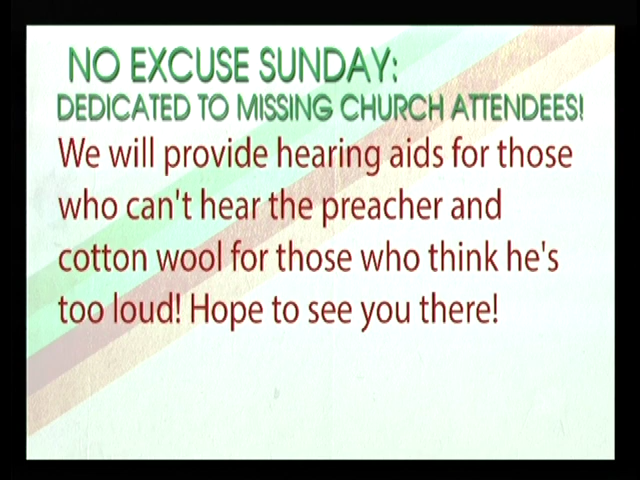 NO EXCUSE SUNDAY:
DEDICATED TO MISSING CHURCH ATTENDEES!
We will provide hearing aids for those
who can't hear the preacher and
cotton wool for those who think he's
too loud! Hope to see you there!